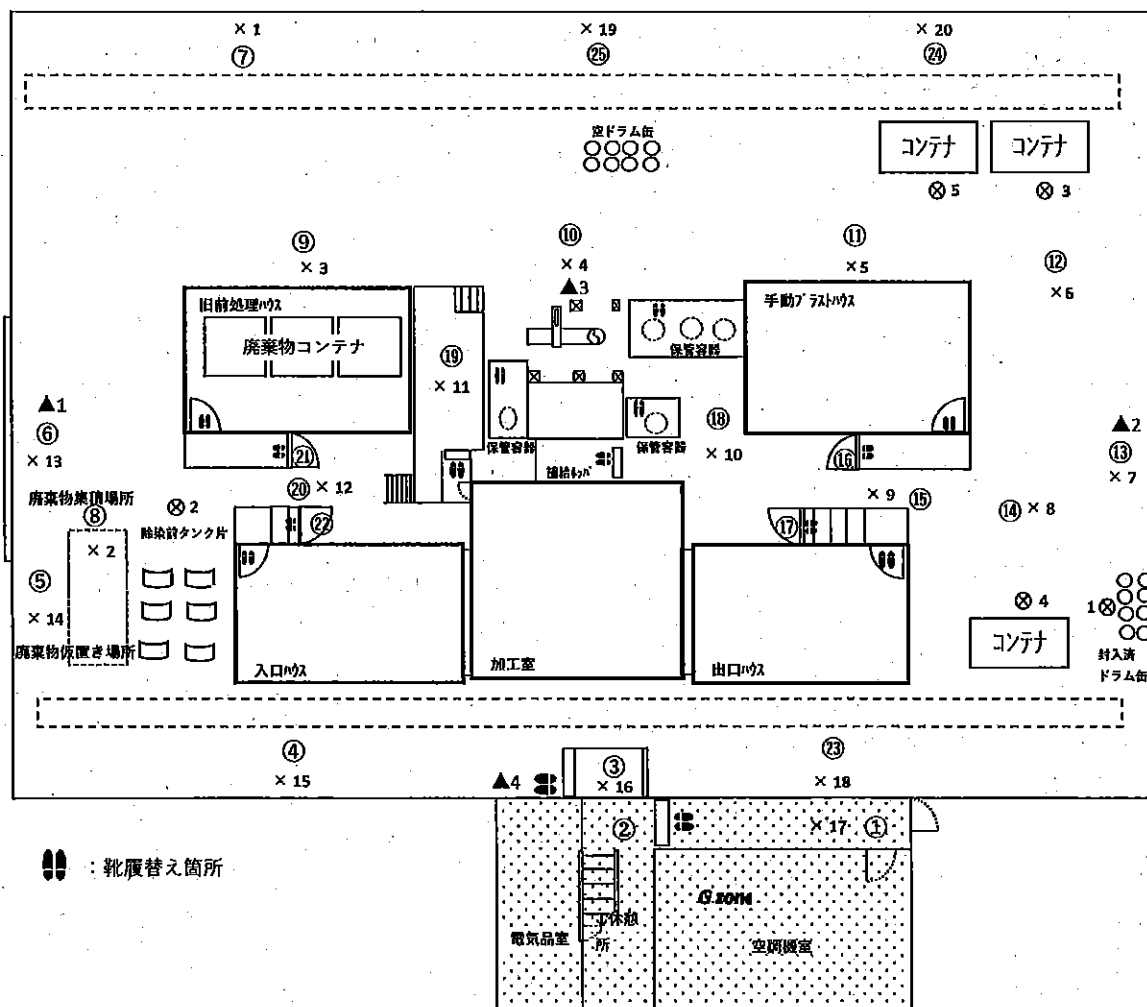 × 1
× 19
× 20
⑦
㉕
㉔
空ドラム缶
コンテナ
コンテナ
⊗ 5
⊗ 3
⑨
⑩
⑪
⑫
× 3
× 4
× 5
× 6
▲3
旧前処理ハウス
手動ブラストハウス
廃棄物コンテナ
保管容器
⑲
× 11
▲1
⑥
× 13
⑱
× 10
▲2
⑬
× 7
保管容器
保管容器
補給ホッパ
㉑
⑯
⑳
× 12
× 9
⑮
廃棄物集積場所
⑧
⊗ 2
除染前タンク片
㉒
⑰
⑭ × 8
× 2
⑤
× 14
⊗ 4
1 ⊗
コンテナ
廃棄物仮置き場所
入口ハウス
加工室
出口ハウス
封入済
ドラム缶
④
× 15
▲4
③
× 16
㉓
× 18
②
× 17
①
: 靴履替え箇所
G zone
休憩
所
電気品室
空調機室